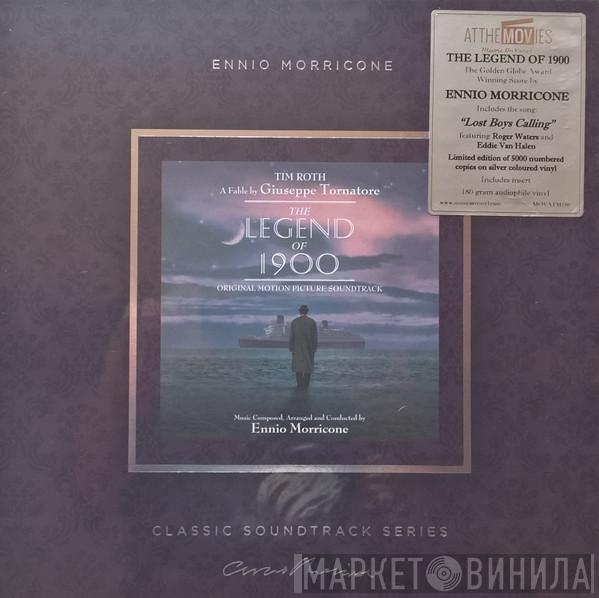 ENNIO MORRICONE
ATTHEMOVIES
THE LEGEND OF 1900
The Golden Globe Award
Winning Score by
ENNIO MORRICONE
Includes the song:
"Lost Boys Calling"
featuring Roger Waters and
Eddie Van Halen
Limited edition of 5000 numbered
copies on silver coloured vinyl
Includes insert
180 gram audiophile vinyl
TIM ROTH
A Fable by Giuseppe Tornatore
THE
LEGEND
OF
1900
ORIGINAL MOTION PICTURE SOUNDTRACK
Music Composed, Arranged and Conducted by
Ennio Morricone
CLASSIC SOUNDTRACK SERIES
МАРКЕТ ВИНИЛА